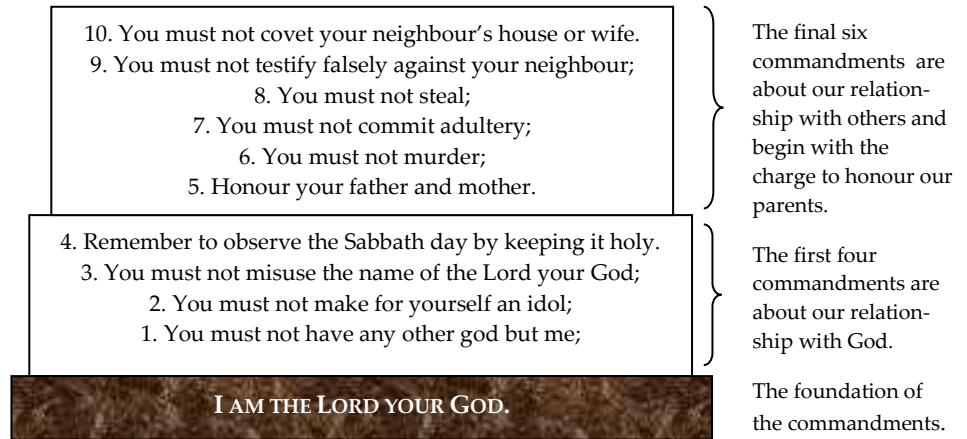 10. You must not covet your neighbour's house or wife.
9. You must not testify falsely against your neighbour;
8. You must not steal;
7. You must not commit adultery;
6. You must not murder;
5. Honour your father and mother.
The final six
commandments are
about our relation-
ship with others and
begin with the
charge to honour our
parents.
4. Remember to observe the Sabbath day by keeping it holy.
3. You must not misuse the name of the Lord your God;
2. You must not make for yourself an idol;
1. You must not have any other god but me;
The first four
commandments are
about our relation-
ship with God.
I AM THE LORD YOUR GOD.
The foundation of
the commandments.